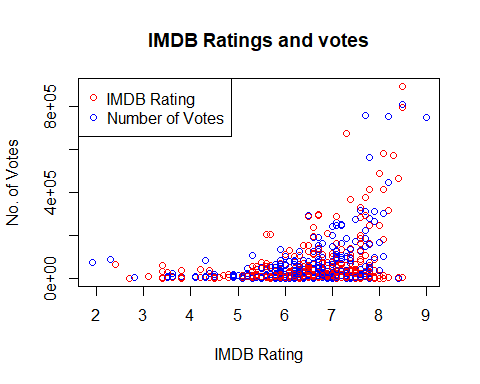 IMDB Ratings and votes
IMDB Rating
Number of Votes
No. of Votes
8e+05
4e+05
0e+00
2 3 4 5 6 7 8 9
IMDB Rating